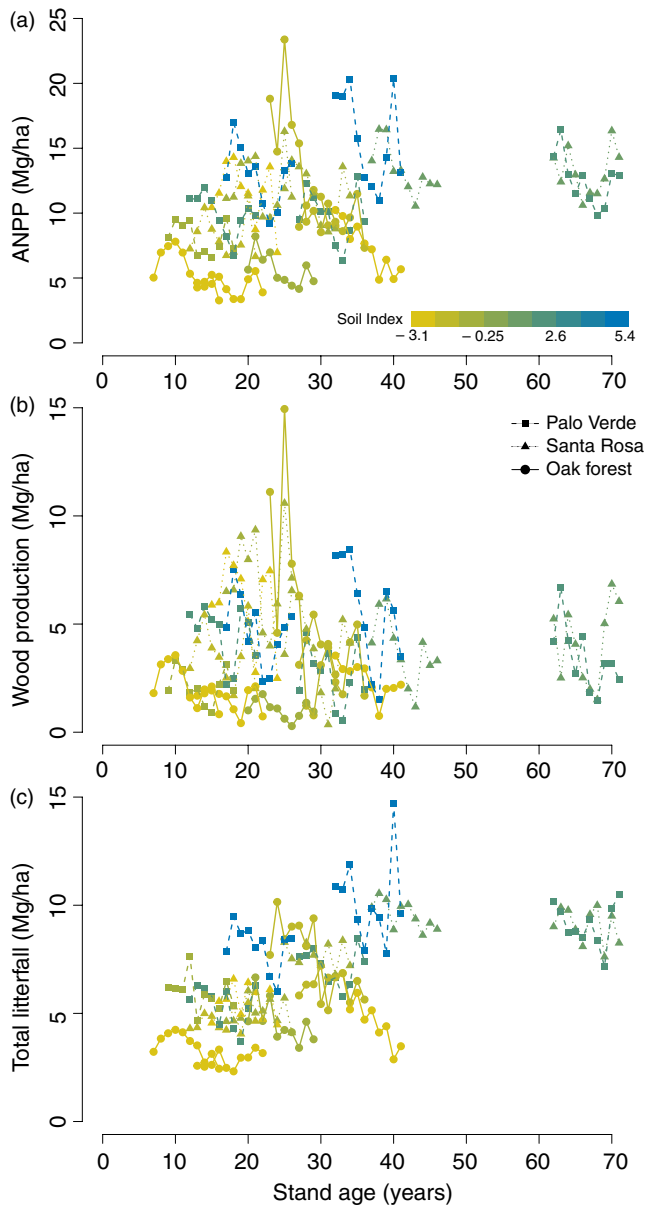 (a)
25
20
15
10
5
0
ANPP (Mg/ha)
Soil Index
−3.1 −0.25 2.6 5.4
0 10 20 30 40 50 60 70
(b)
15
10
5
0
Wood production (Mg/ha)
Palo Verde
Santa Rosa
Oak forest
0 10 20 30 40 50 60 70
(c)
15
10
5
0
Total litterfall (Mg/ha)
0 10 20 30 40 50 60 70
Stand age (years)